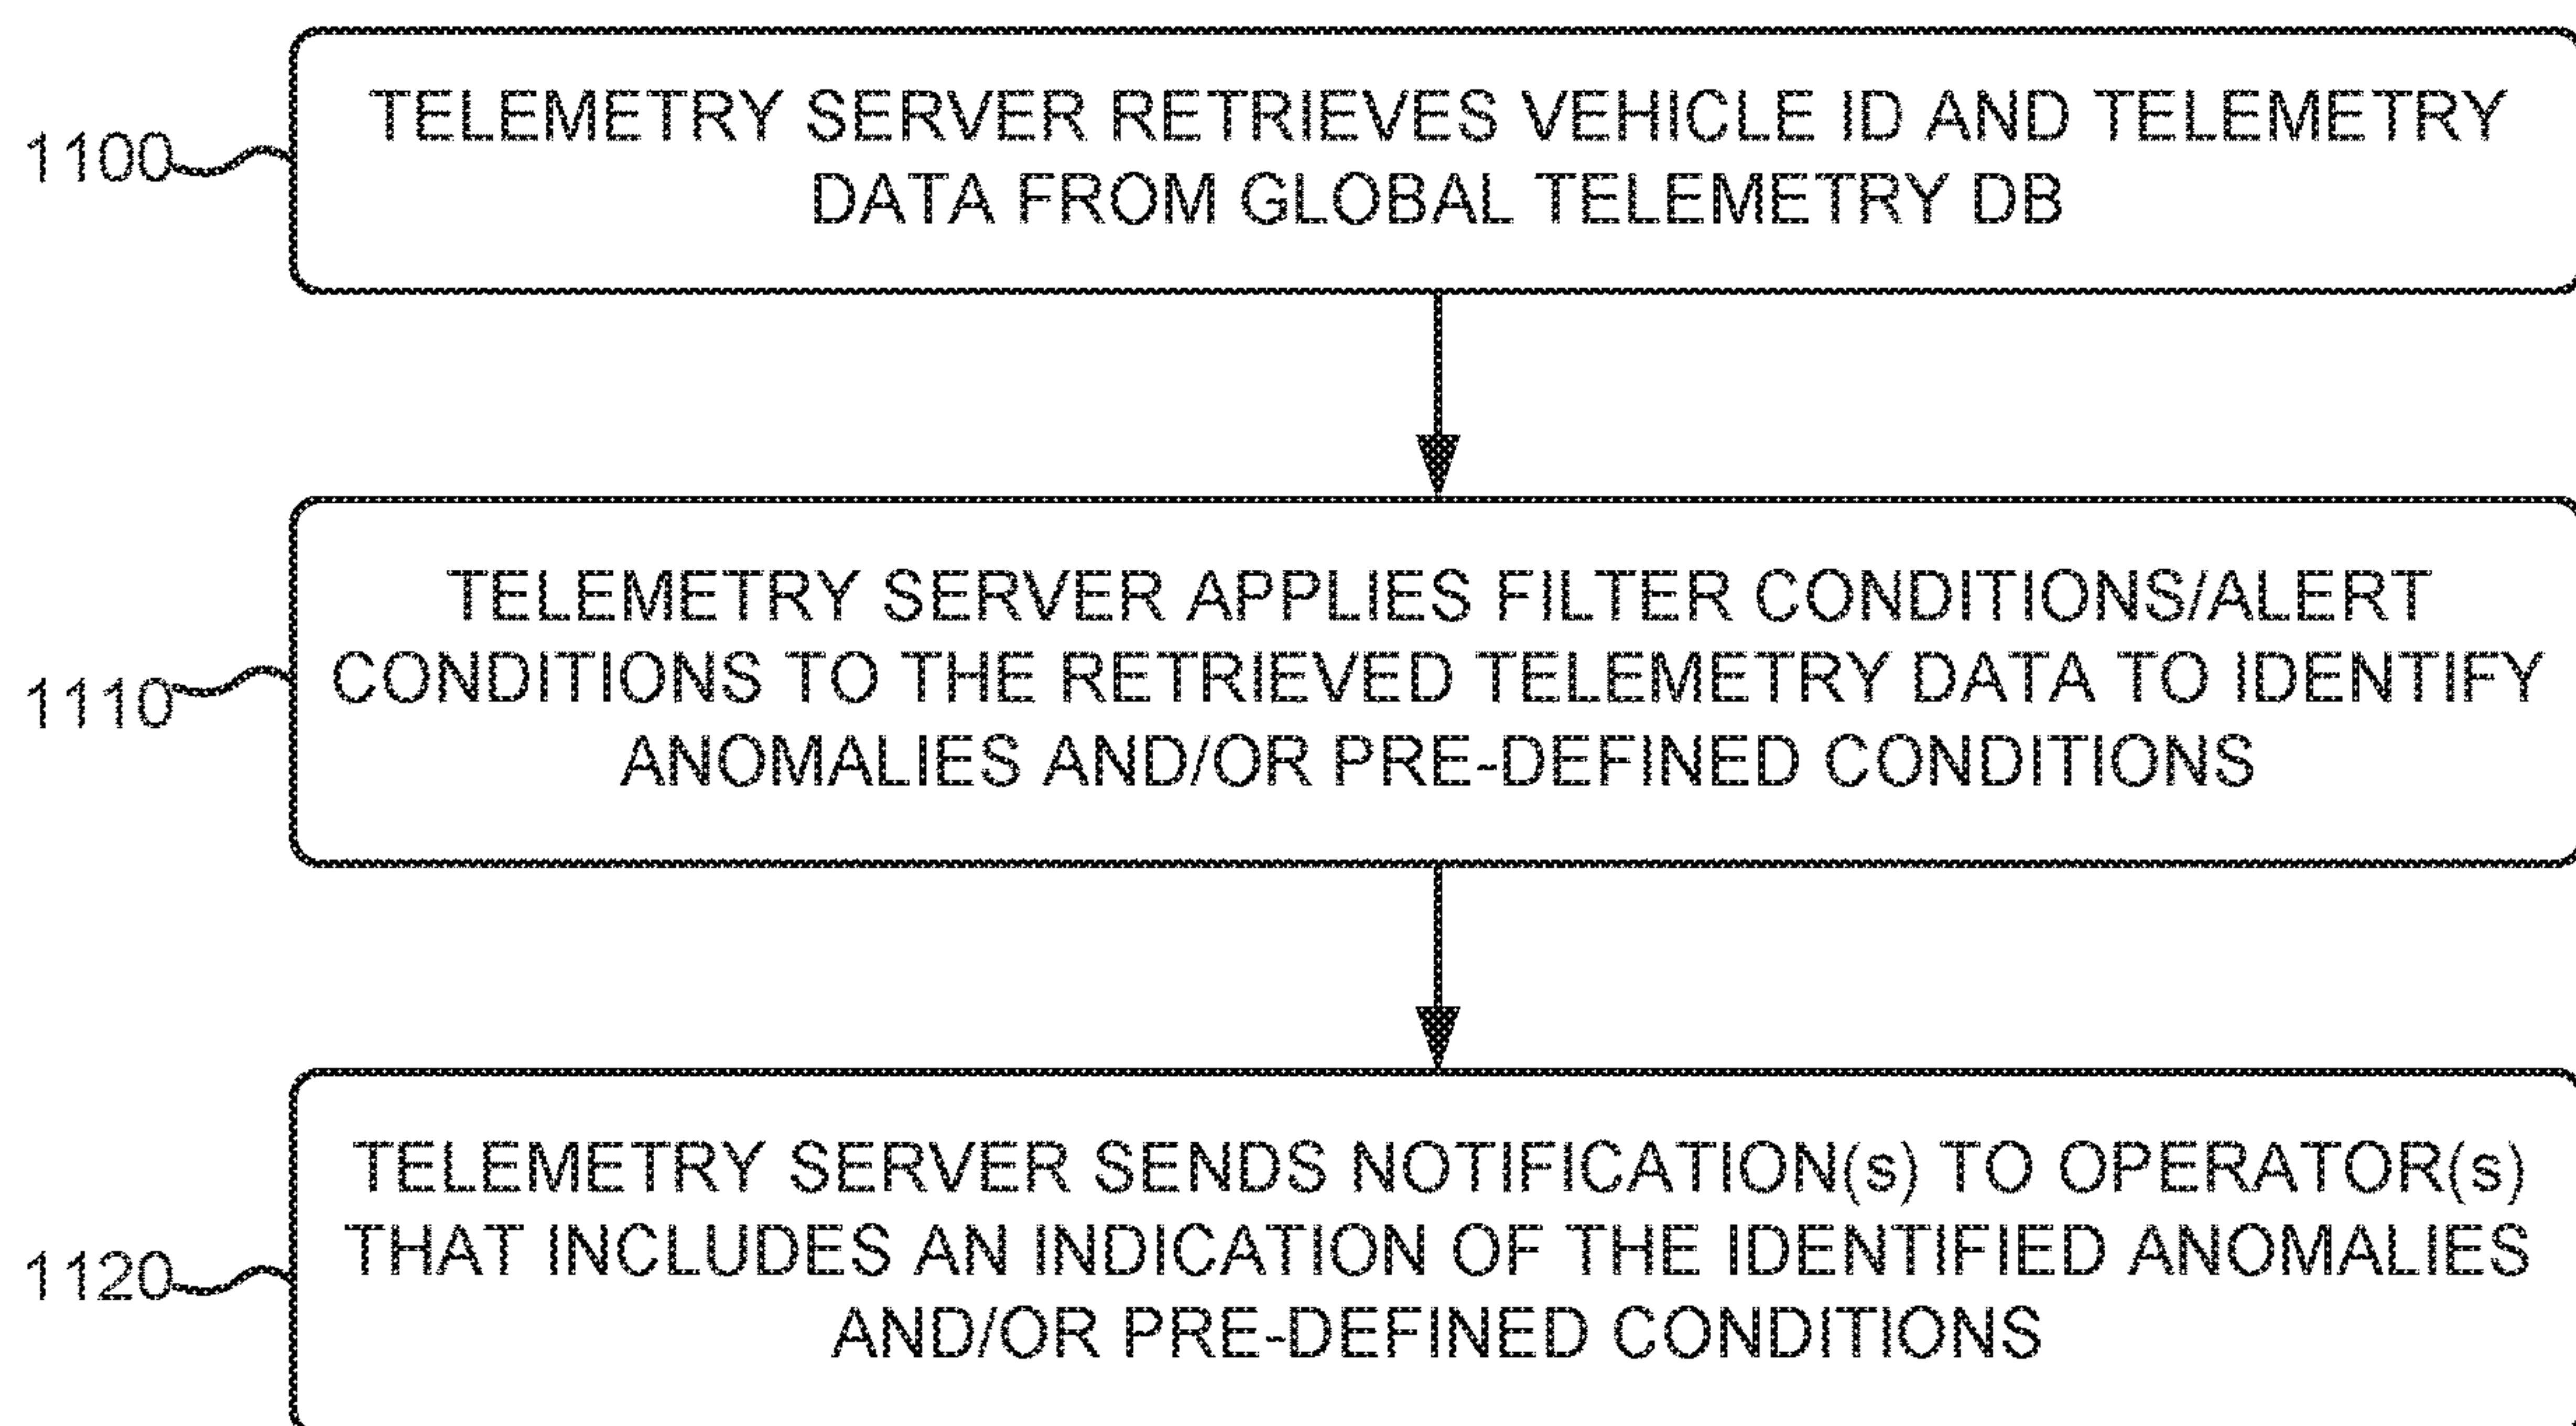 1100
TELEMETRY SERVER RETRIEVES VEHICLE ID AND TELEMETRY
DATA FROM GLOBAL TELEMETRY DB
1110
TELEMETRY SERVER APPLIES FILTER CONDITIONS/ALERT
CONDITIONS TO THE RETRIEVED TELEMETRY DATA TO IDENTIFY
ANOMALIES AND/OR PRE-DEFINED CONDITIONS
1120
TELEMETRY SERVER SENDS NOTIFICATION(s) TO OPERATOR(s)
THAT INCLUDES AN INDICATION OF THE IDENTIFIED ANOMALIES
AND/OR PRE-DEFINED CONDITIONS